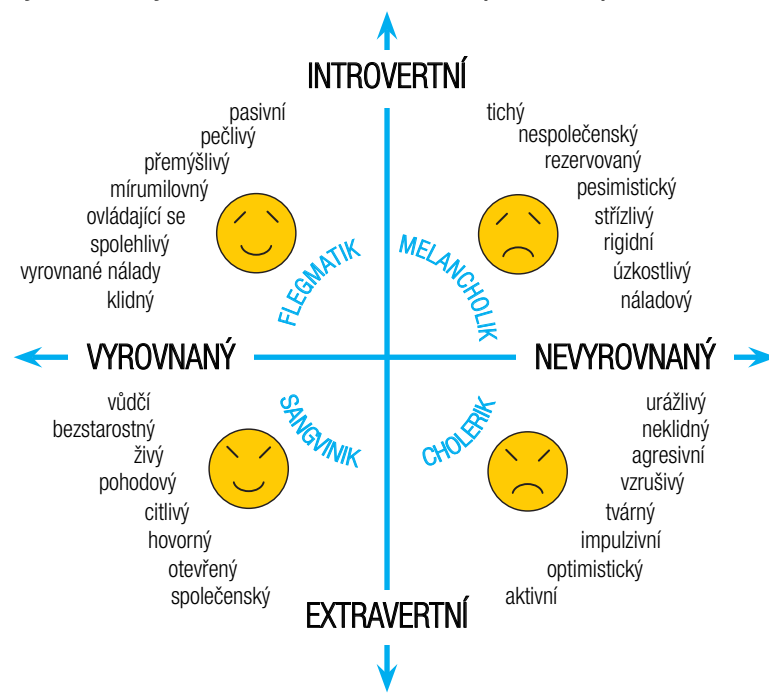 INTROVERTNÍ
pasivní
pečlivý
přemýšlivý
mírumilovný
ovládající se
spolehlivý
vyrovnané nálady
klidný
tichý
nespolečenský
rezervovaný
pesimistický
střízlivý
rigidní
úzkostlivý
náladový
FLEGMATIK
MELANCHOLIK
VYROVNANÝ
NEVYROVNANÝ
SANGVINIK
CHOLERIK
vůdčí
bezstarostný
živý
pohodový
citlivý
hovorný
otevřený
společenský
urážlivý
neklidný
agresivní
vzrušivý
tvárný
impulzivní
optimistický
aktivní
EXTRAVERTNÍ